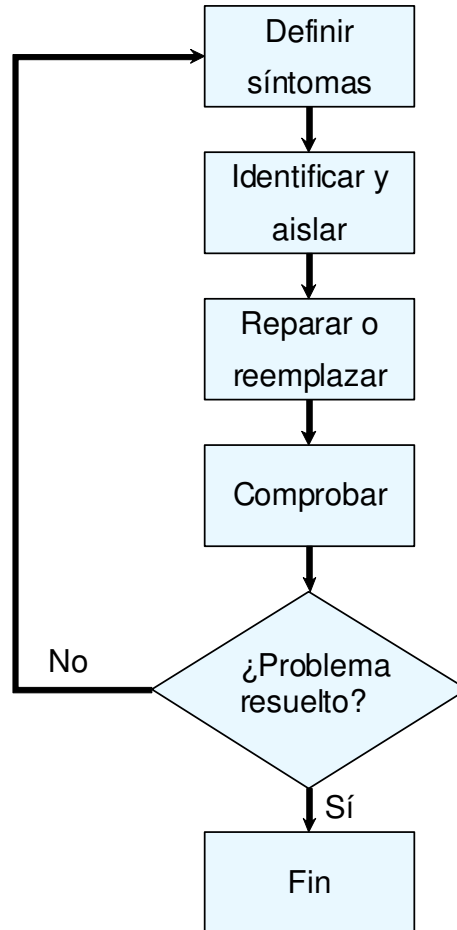 Definir
síntomas
Identificar y
aislar
Reparar o
reemplazar
Comprobar
¿Problema
resuelto?
No
Sí
Fin